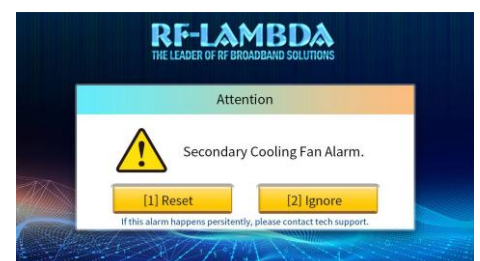 RF-LAMBDA
THE LEADER OF RF BROADBAND SOLUTIONS
Attention
Secondary Cooling Fan Alarm.
[1] Reset [2] Ignore
If this alarm happens persitently, please contact tech support.